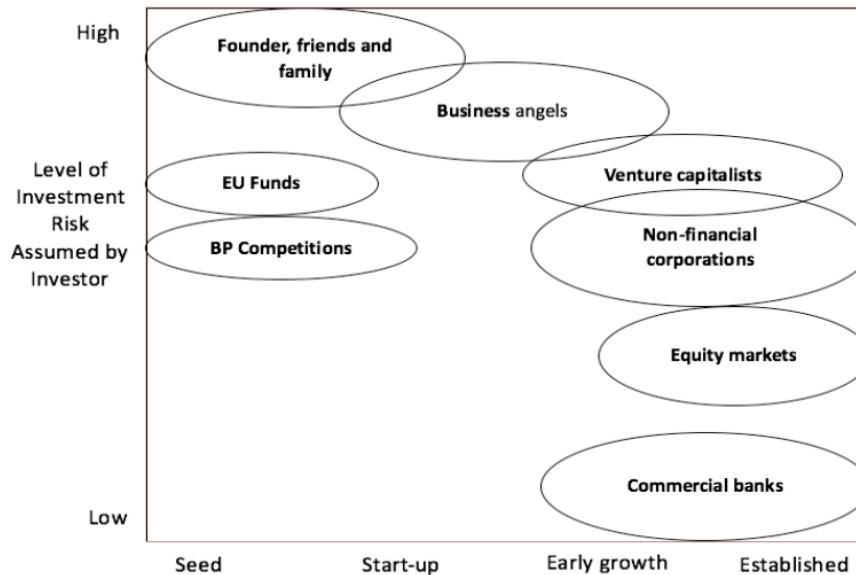 High
Founder, friends and
family
Business angels
Level of
Investment
Risk
Assumed by
Investor
EU Funds
Venture capitalists
BP Competitions
Non-financial
corporations
Equity markets
Commercial banks
Low
Seed
Start-up
Early growth
Established